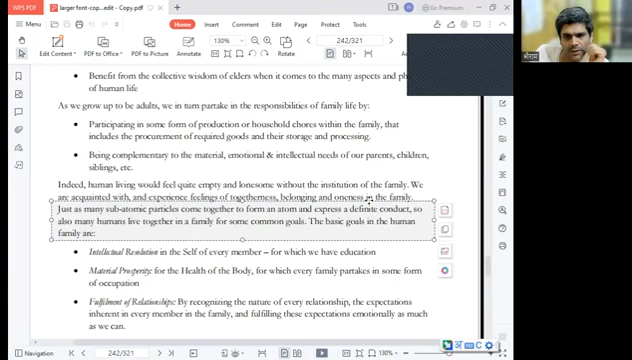 WPS PDF
larger font-cop...edit - Copy.pdf
Go Premium
Menu
Home
Edit
Comment
Pages
Protect
Tools
Edit Content
PDF to Office
PDF to Picture
Annotate
130%
Rotate
242/321
श्रीराम
Benefit from the collective wisdom of elders when it comes to the many aspects and
of human life
As we grow up to be adults, we in turn partake in the responsibilities of family life by:
Participating in some form of production or household chores within the family, that
includes the procurement of required goods and their storage and processing.
Being complementary to the material, emotional & intellectual needs of our parents, children,
siblings, etc.
Indeed, human living would feel quite empty and lonesome without the institution of the family. We
are acquainted with, and experience feelings of togetherness, belonging and oneness in the family.
Just as many sub-atomic particles come together to form an atom and express a definite conduct, so
also many humans live together in a family for some common goals. The basic goals in the human
family are:
Intellectual Resolution in the Self of every member – for which we have education
Material Prosperity: for the Health of the Body, for which every family partakes in some form
of occupation
Fulfilment of Relationships: By recognizing the nature of every relationship, the expectations
inherent in every member in the family, and fulfilling these expectations emotionally as much
as we can.
Navigation
242/321
130%